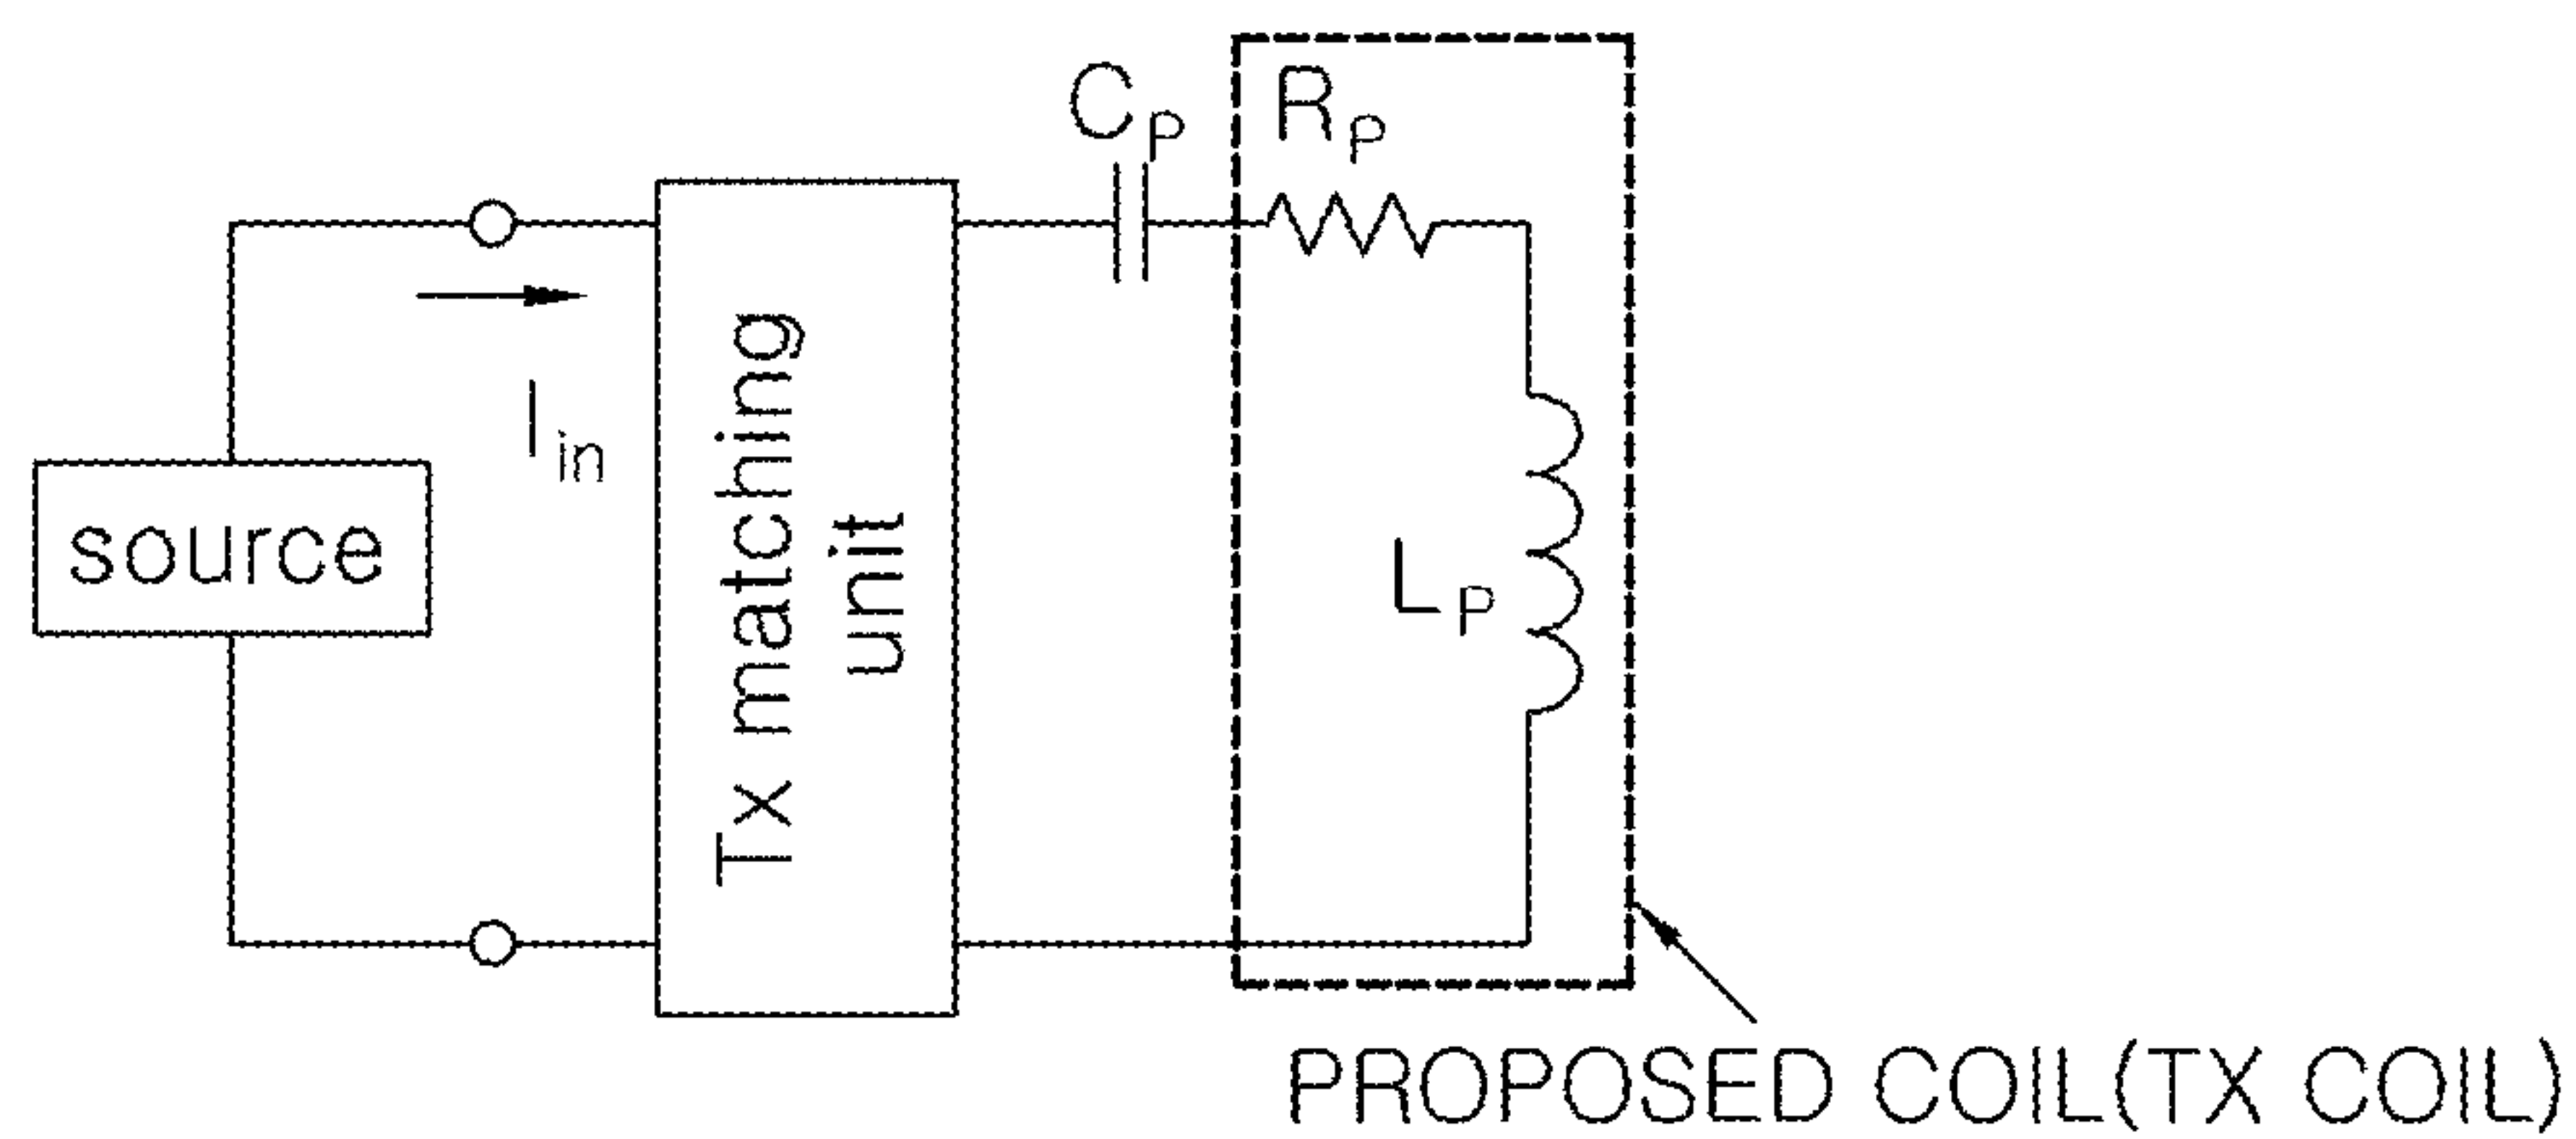 C_P
R_P
I_in
source
Tx matching
unit
L_P
PROPOSED COIL(TX COIL)